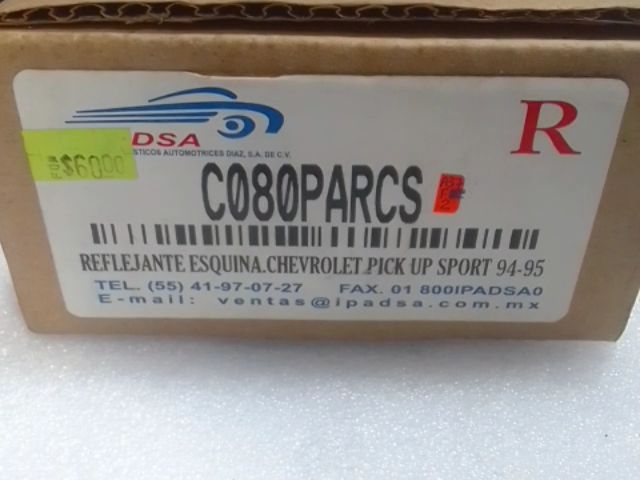 DSA
R
STICOS AUTOMOTRICES DIAZ, S.A. DE C.V.
$60.00
C080PARCS
REFLEJANTE ESQUINA.CHEVROLET PICK UP SPORT 94-95
TEL. (55) 41-97-07-27 FAX. 01 800IPADSA0
E-mail: ventas@ipadsa.com.mx